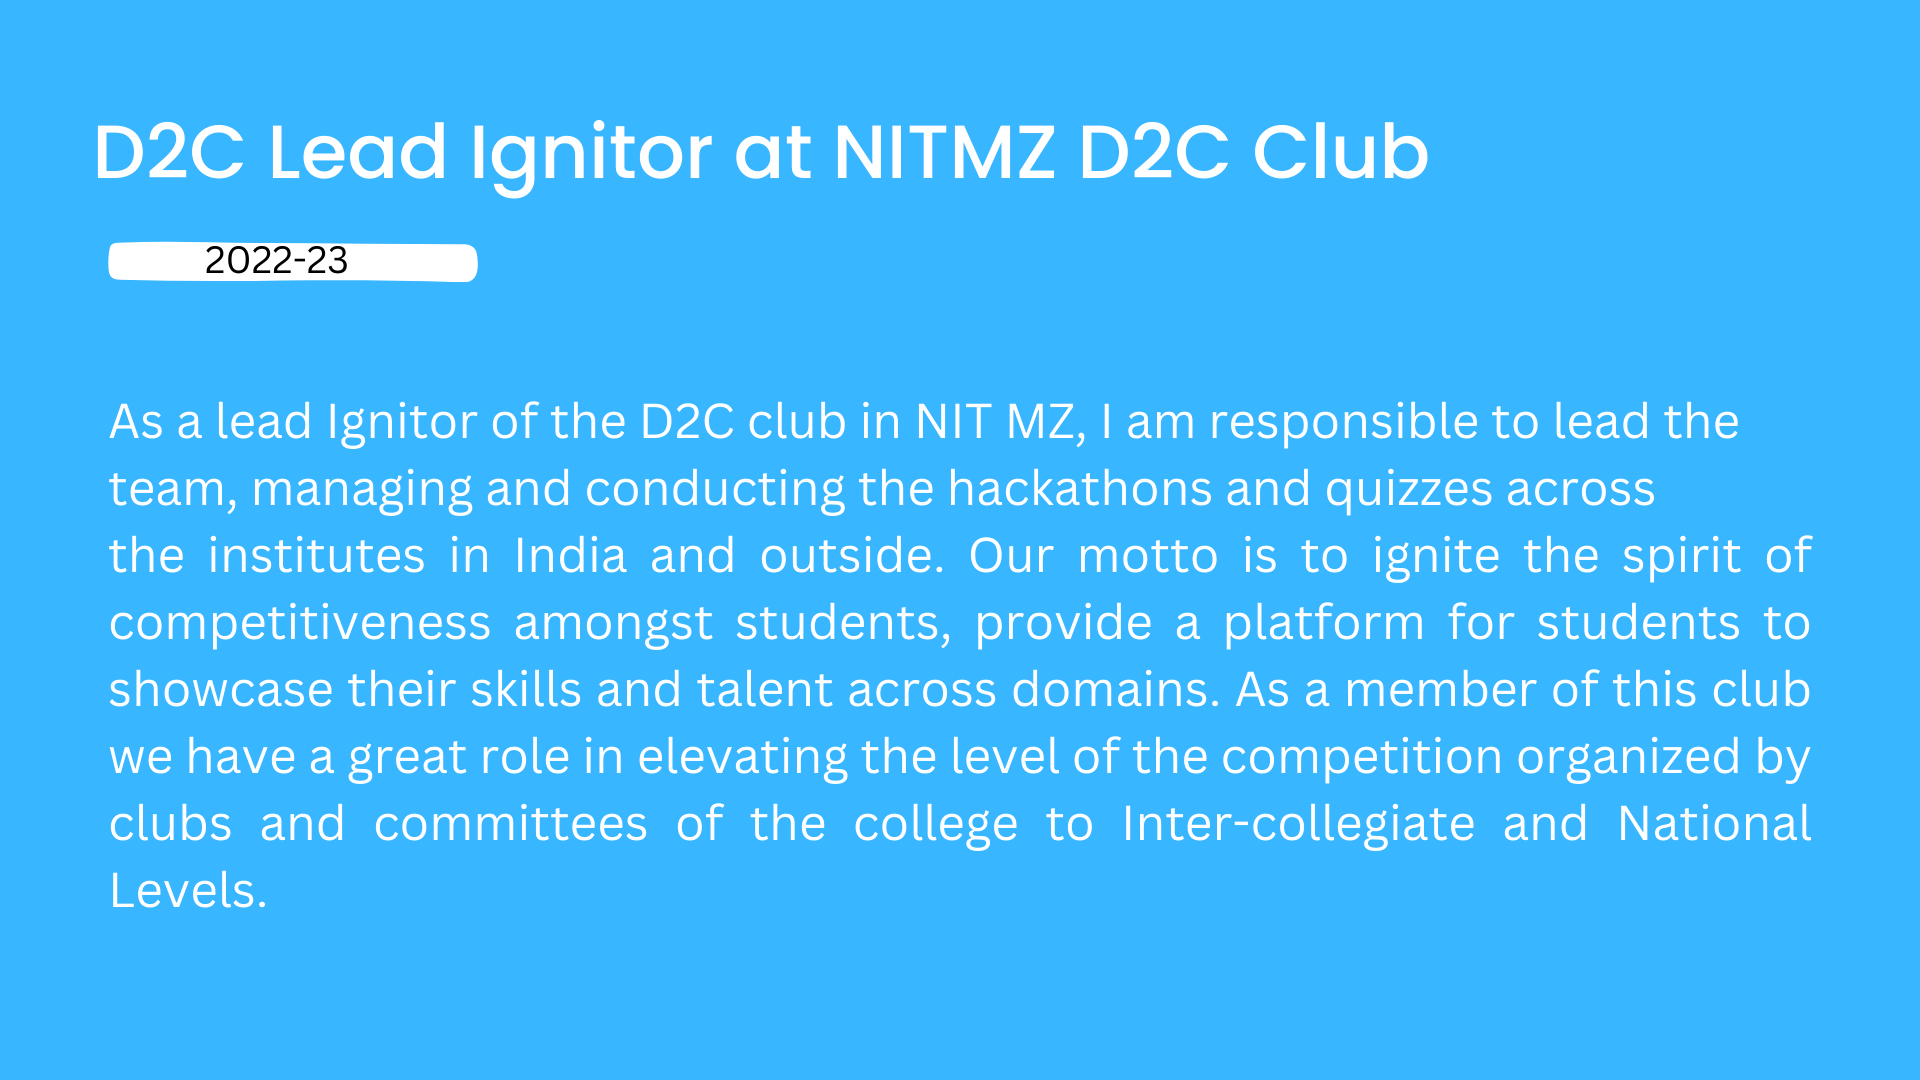 D2C Lead Ignitor at NITMZ D2C Club
2022-23
As a lead Ignitor of the D2C club in NIT MZ, I am responsible to lead the
team, managing and conducting the hackathons and quizzes across
the institutes in India and outside. Our motto is to ignite the spirit of
competitiveness amongst students, provide a platform for students to
showcase their skills and talent across domains. As a member of this club
we have a great role in elevating the level of the competition organized by
clubs and committees of the college to Inter-collegiate and National
Levels.